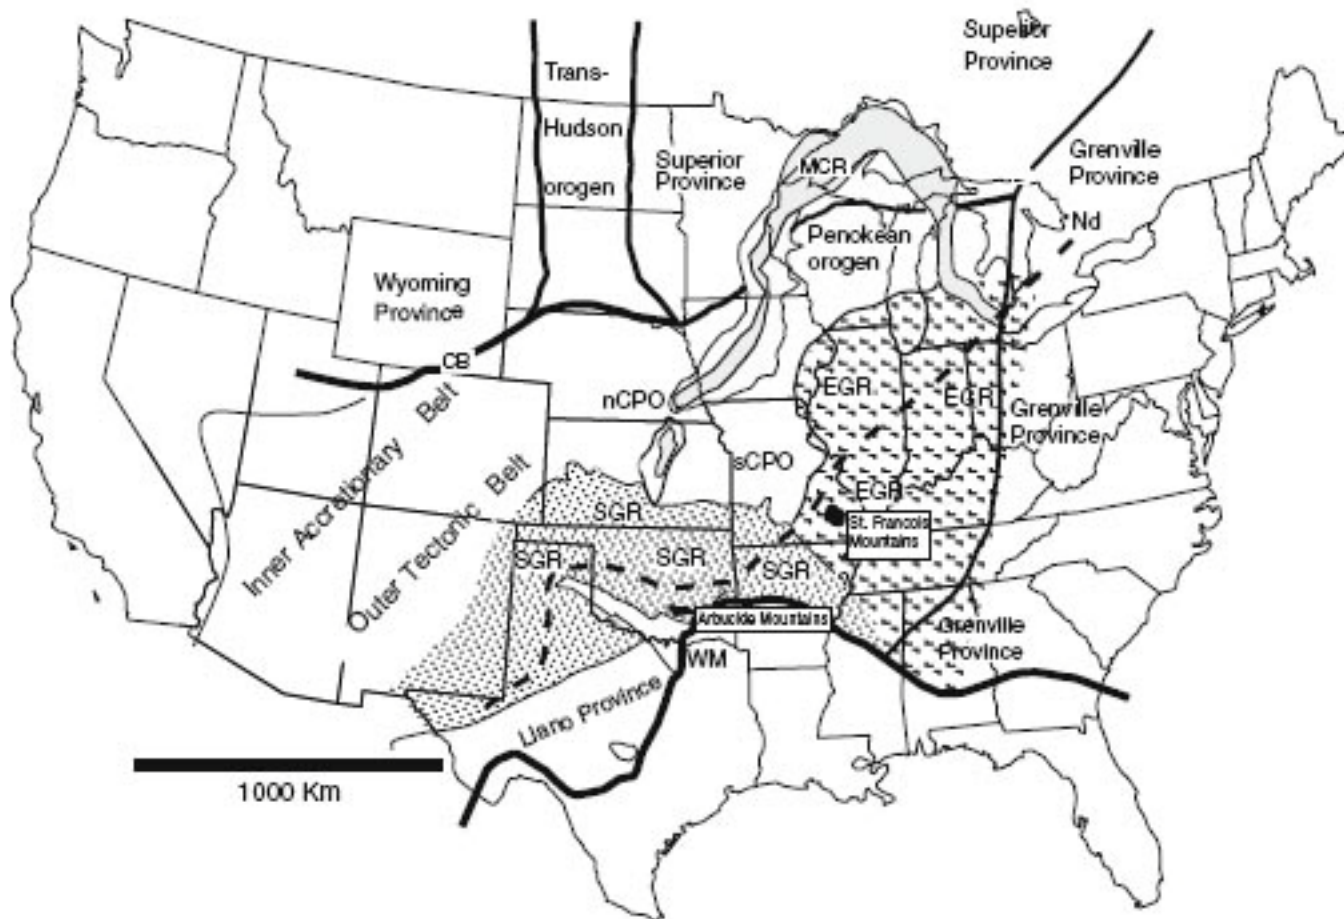 Superior
Province
Trans-
Hudson
orogen
Superior
Province
MCR
Grenville
Province
Nd
Penokean
orogen
Wyoming
Province
CB
nCPO
EGR
EGR
Grenville
Province
sCPO
EGR
St. Francois
Mountains
Inner Accretionary Belt
Outer Tectonic Belt
SGR
SGR
SGR
SGR
Arbuckle Mountains
Grenville
Province
WM
Llano Province
1000 Km